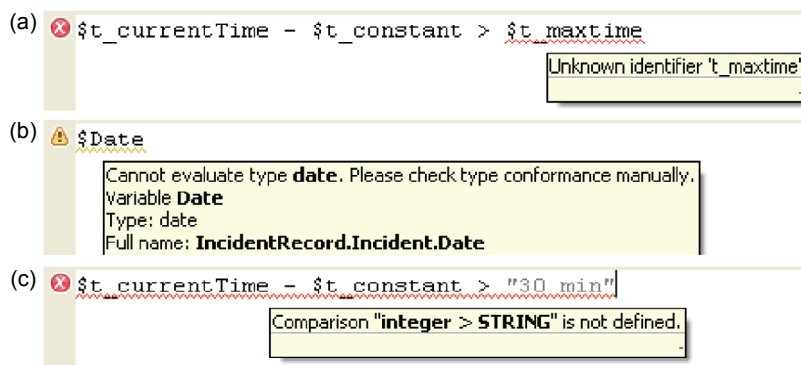 (a) $t_currentTime - $t_constant > $t_maxtime
Unknown identifier 't_maxtime'
(b) $Date
Cannot evaluate type date. Please check type conformance manually.
Variable Date
Type: date
Full name: IncidentRecord.Incident.Date
(c) $t_currentTime - $t_constant > "30 min"
Comparison "integer > STRING" is not defined.